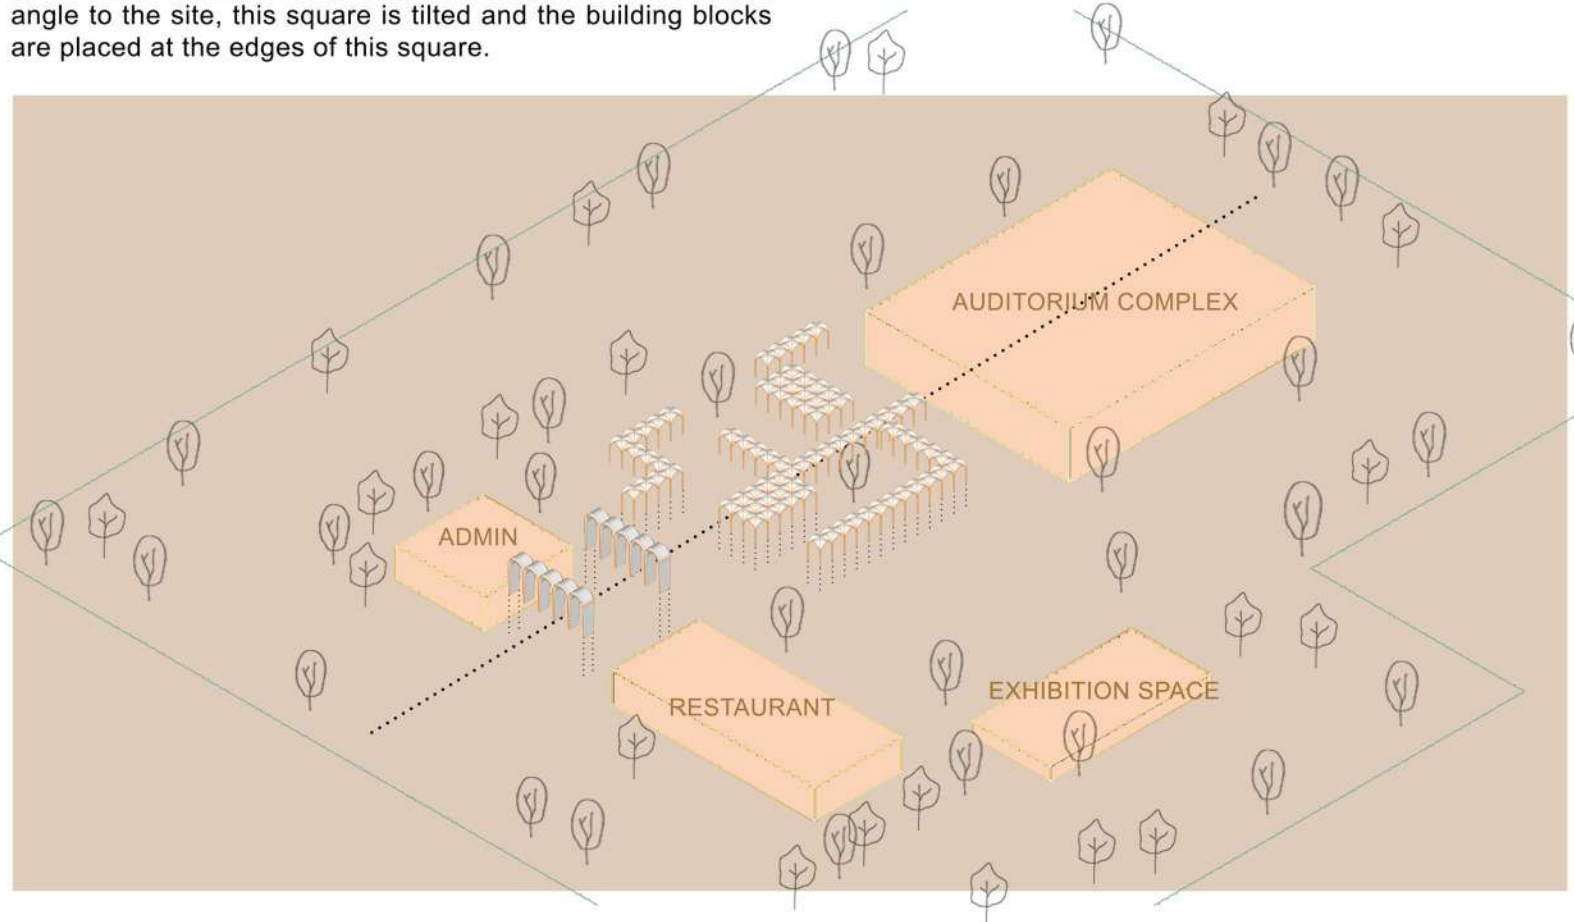 angle to the site, this square is tilted and the building blocks
are placed at the edges of this square.
AUDITORIUM COMPLEX
ADMIN
EXHIBITION SPACE
RESTAURANT